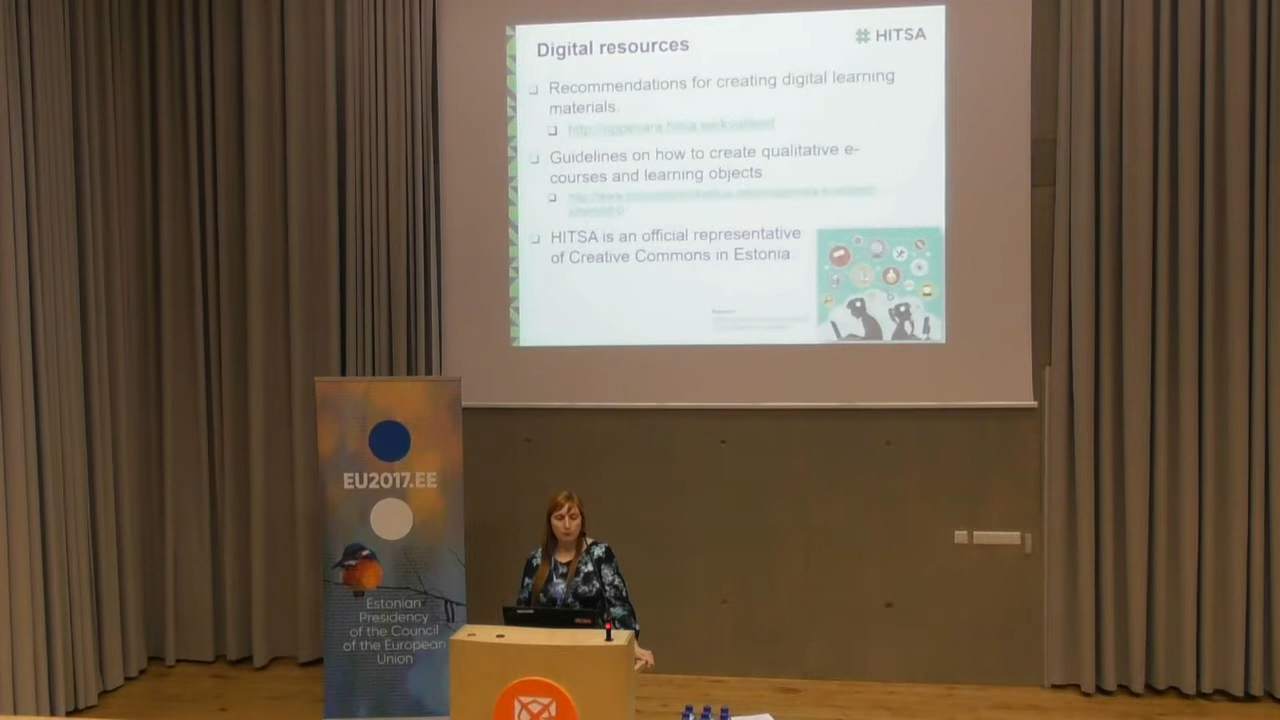 Digital resources
HITSA
Recommendations for creating digital learning
materials.
Guidelines on how to create qualitative e-
courses and learning objects
HITSA is an official representative
of Creative Commons in Estonia
EU2017.EE
Estonian
Presidency
of the Council
of the European
Union